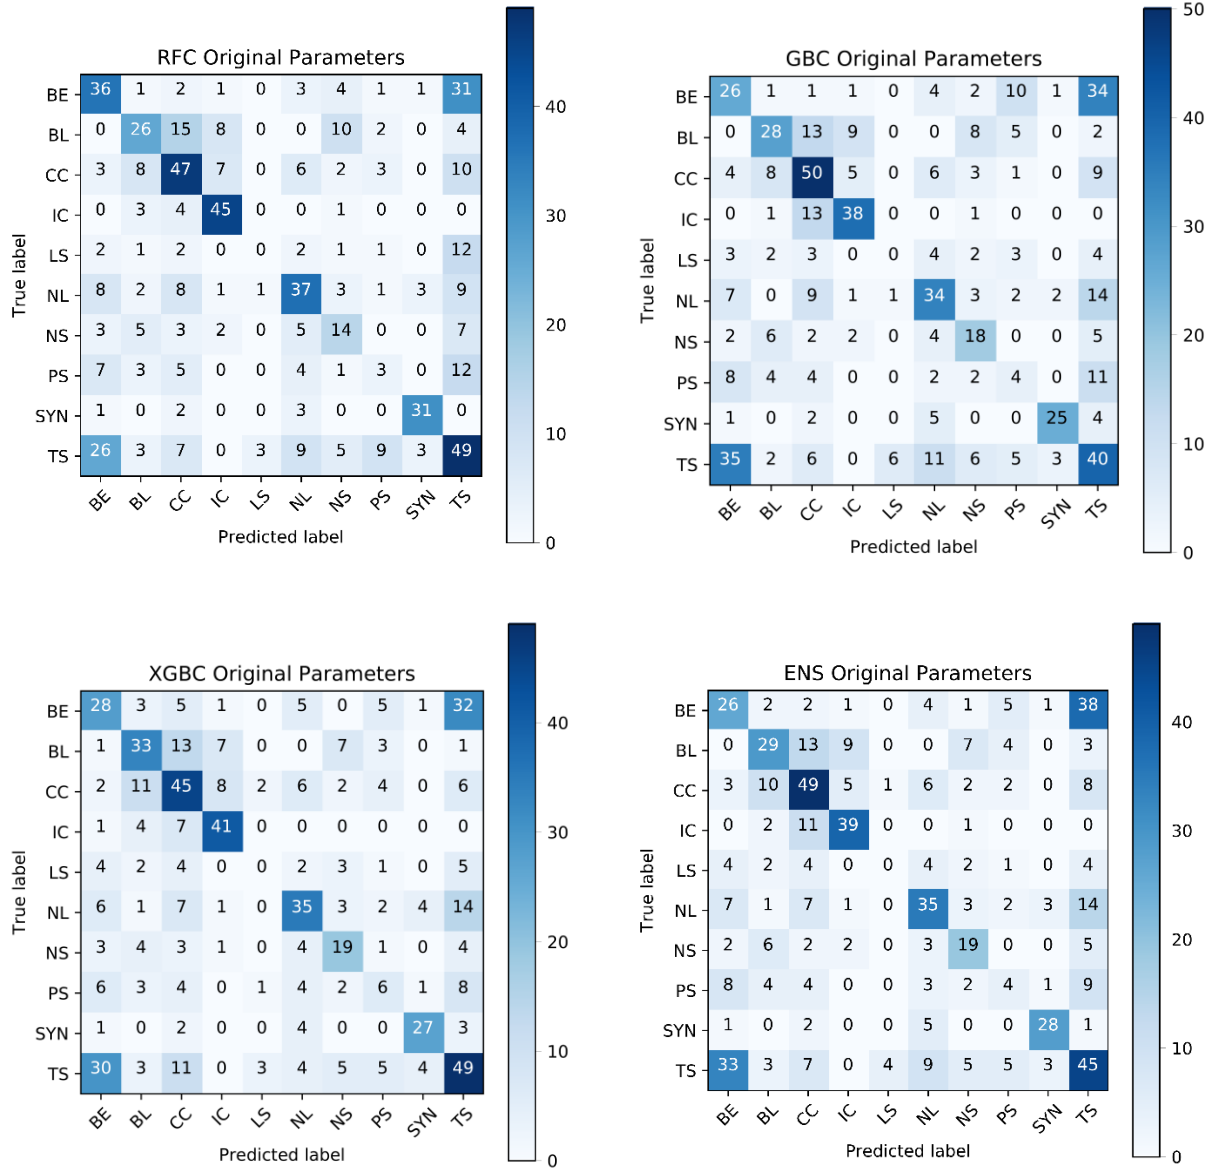 RFC Original Parameters
BE 36 1 2 1 0 3 4 1 1 31
BL 0 26 15 8 0 0 10 2 0 4
CC 3 8 47 7 0 6 2 3 0 10
IC 0 3 4 45 0 0 1 0 0 0
LS 2 1 2 0 0 2 1 1 0 12
NL 8 2 8 1 1 37 3 1 3 9
NS 3 5 3 2 0 5 14 0 0 7
PS 7 3 5 0 0 4 1 3 0 12
SYN 1 0 2 0 0 3 0 0 31 0
TS 26 3 7 0 3 9 5 9 3 49
BE BL CC IC LS NL NS PS SYN TS
Predicted label
True label
40
30
20
10
0
GBC Original Parameters
BE 26 1 1 1 0 4 2 10 1 34
BL 0 28 13 9 0 0 8 5 0 2
CC 4 8 50 5 0 6 3 1 0 9
IC 0 1 13 38 0 0 1 0 0 0
LS 3 2 3 0 0 4 2 3 0 4
NL 7 0 9 1 1 34 3 2 2 14
NS 2 6 2 2 0 4 18 0 0 5
PS 8 4 4 0 0 2 2 4 0 11
SYN 1 0 2 0 0 5 0 0 25 4
TS 35 2 6 0 6 11 6 5 3 40
BE BL CC IC LS NL NS PS SYN TS
Predicted label
True label
50
40
30
20
10
0
XGBC Original Parameters
BE 28 3 5 1 0 5 0 5 1 32
BL 1 33 13 7 0 0 7 3 0 1
CC 2 11 45 8 2 6 2 4 0 6
IC 1 4 7 41 0 0 0 0 0 0
LS 4 2 4 0 0 2 3 1 0 5
NL 6 1 7 1 0 35 3 2 4 14
NS 3 4 3 1 0 4 19 1 0 4
PS 6 3 4 0 1 4 2 6 1 8
SYN 1 0 2 0 0 4 0 0 27 3
TS 30 3 11 0 3 4 5 5 4 49
BE BL CC IC LS NL NS PS SYN TS
Predicted label
True label
40
30
20
10
0
ENS Original Parameters
BE 26 2 2 1 0 4 1 5 1 38
BL 0 29 13 9 0 0 7 4 0 3
CC 3 10 49 5 1 6 2 2 0 8
IC 0 2 11 39 0 0 1 0 0 0
LS 4 2 4 0 0 4 2 1 0 4
NL 7 1 7 1 0 35 3 2 3 14
NS 2 6 2 2 0 3 19 0 0 5
PS 8 4 4 0 0 3 2 4 1 9
SYN 1 0 2 0 0 5 0 0 28 1
TS 33 3 7 0 4 9 5 5 3 45
BE BL CC IC LS NL NS PS SYN TS
Predicted label
True label
40
30
20
10
0